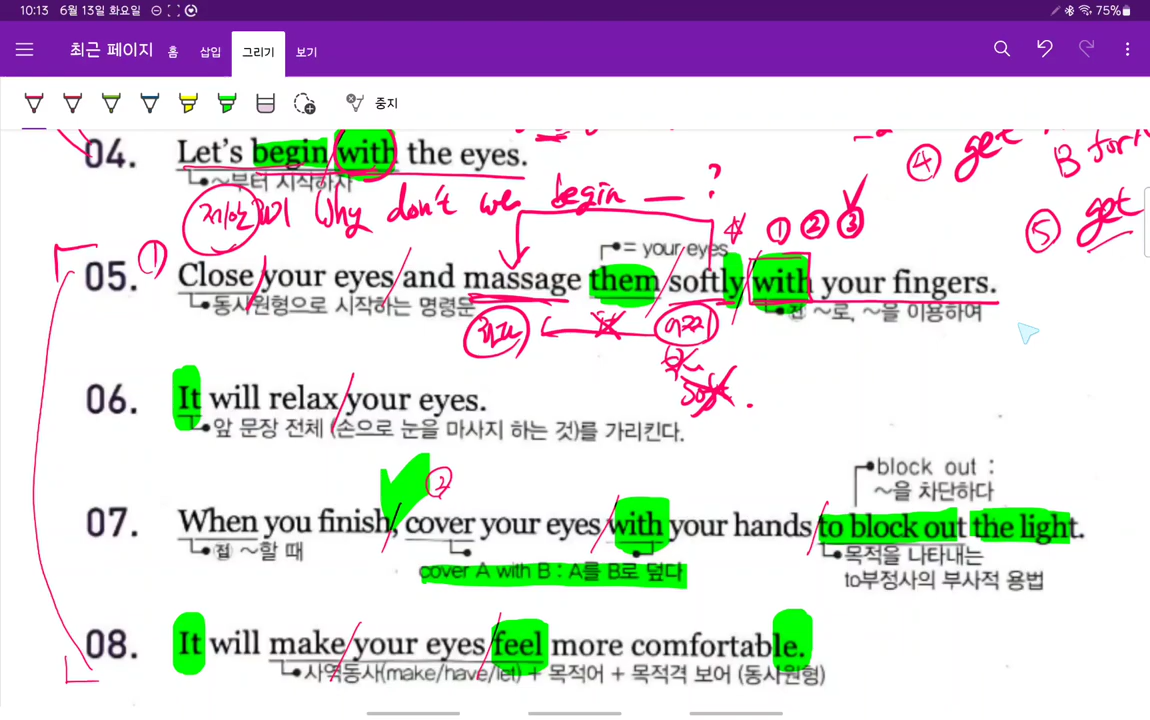 10:13 6월 13일 화요일
75%
최근 페이지 홈 삽입 그리기 보기
중지
04. Let's begin with the eyes.
~부터 시작하자
④ get
B for
제안하기 Why don't we begin — ?
① ② ③
⑤ get
= your eyes
① 05. Close your eyes and massage them softly with your fingers.
동사원형으로 시작하는 명령문
전 ~로, ~을 이용하여
soft.
06. It will relax your eyes.
앞 문장 전체 (손으로 눈을 마사지 하는 것)를 가리킨다.
block out :
~을 차단하다
②
07. When you finish, cover your eyes with your hands to block out the light.
접 ~할 때
목적을 나타내는
cover A with B : A를 B로 덮다
to부정사의 부사적 용법
08. It will make your eyes feel more comfortable.
사역동사(make/have/let) + 목적어 + 목적격 보어 (동사원형)